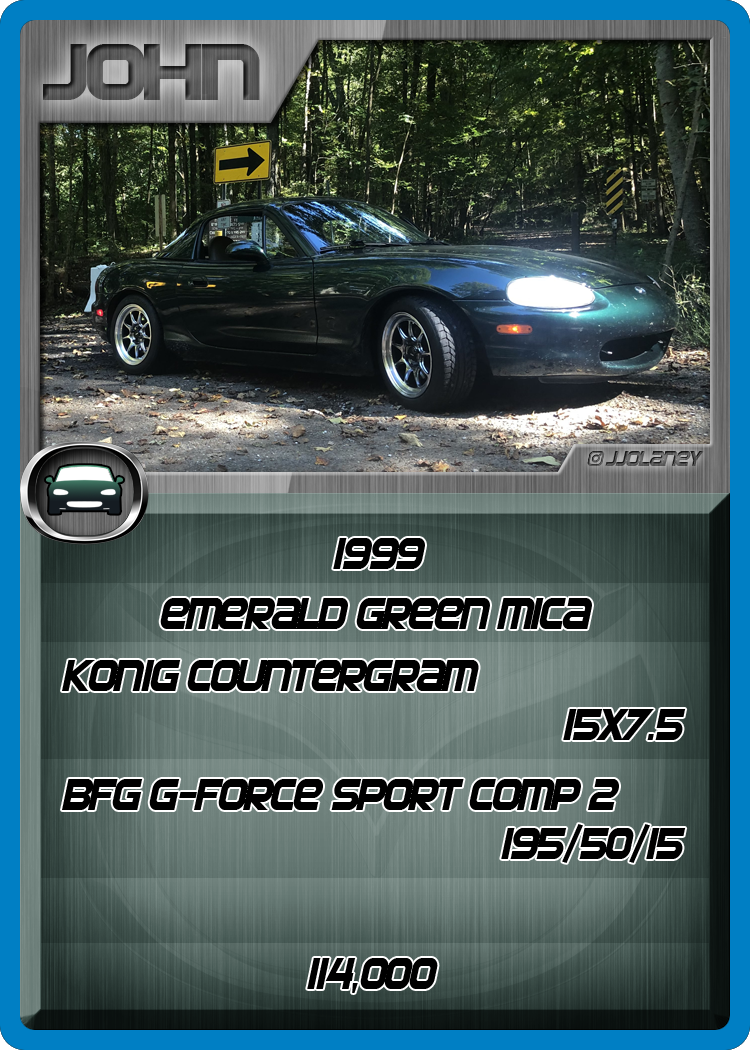 JOHN
@JJOLANEY
1999
EMERALD GREEN MICA
KONIG COUNTERGRAM
15X7.5
BFG G-FORCE SPORT COMP 2
195/50/15
114,000